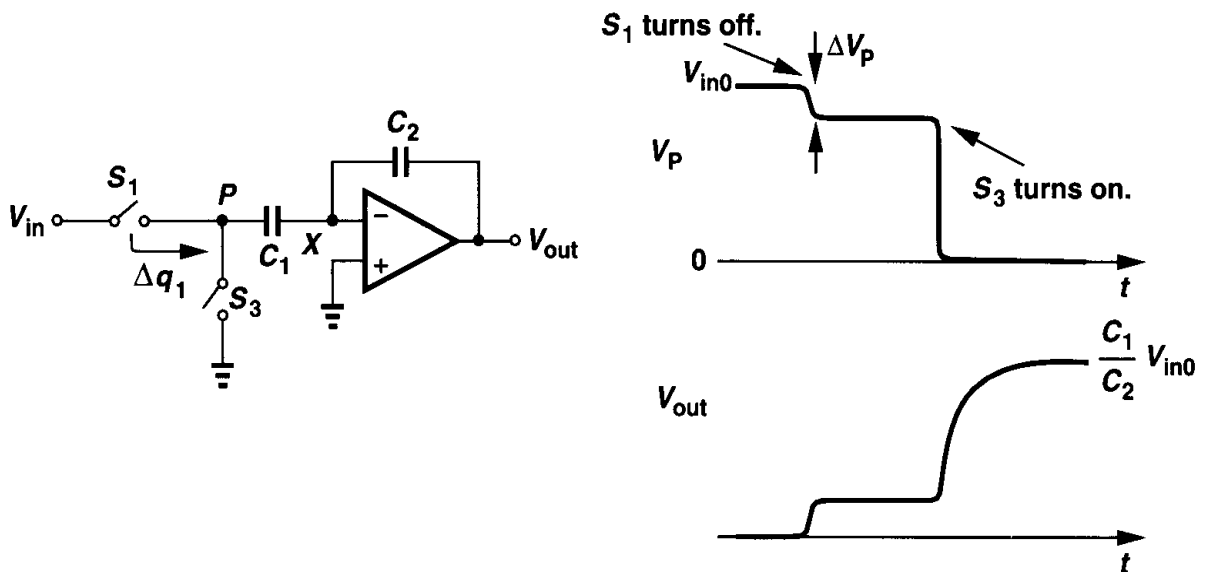 S₁ turns off.
ΔV_P
V_in0
V_P
S₃ turns on.
0
t
C₂
S₁
P
V_in
C₁
X
−
+
V_out
Δq₁
S₃
C₁/C₂ V_in0
V_out
t